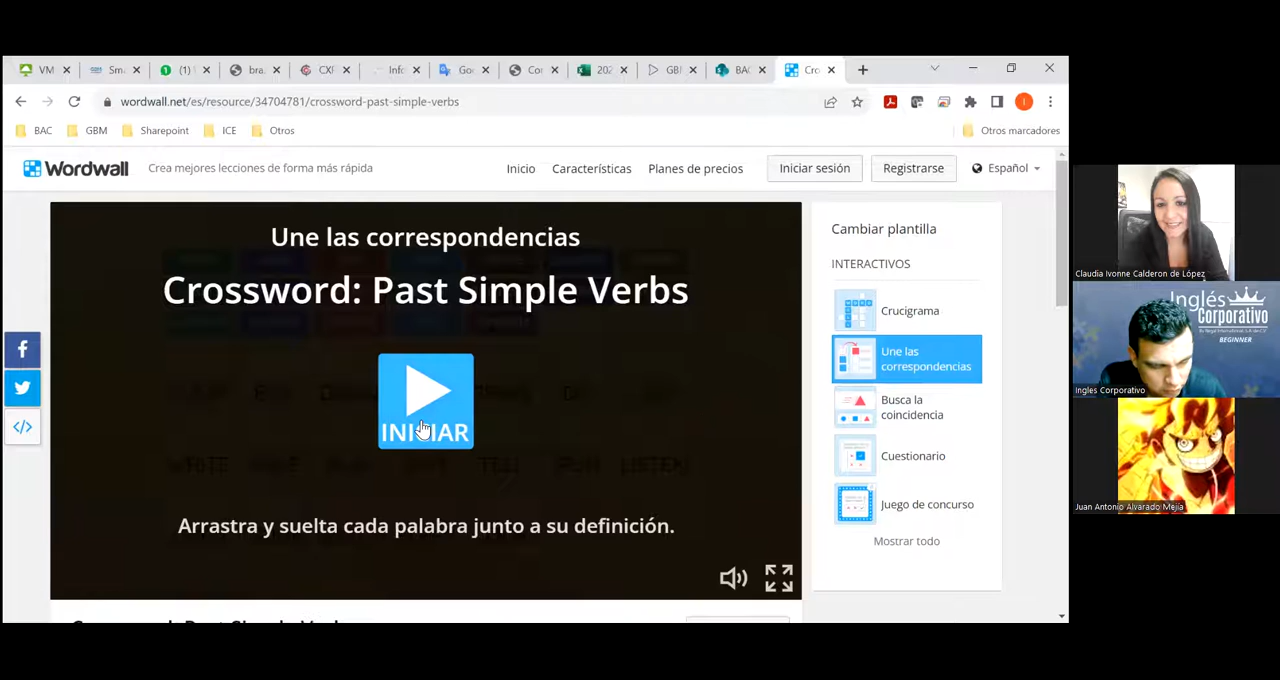 VM
Sm
(1)
bra
CXF
Info
Goo
Cor
202
GBI
BAC
Cro
wordwall.net/es/resource/34704781/crossword-past-simple-verbs
BAC
GBM
Sharepoint
ICE
Otros
Otros marcadores
Wordwall
Crea mejores lecciones de forma más rápida
Inicio
Características
Planes de precios
Iniciar sesión
Registrarse
Español
Une las correspondencias
Crossword: Past Simple Verbs
INICIAR
Arrastra y suelta cada palabra junto a su definición.
Cambiar plantilla
INTERACTIVOS
Crucigrama
Une las
correspondencias
Busca la
coincidencia
Cuestionario
Juego de concurso
Mostrar todo
Claudia Ivonne Calderon de López
Inglés
Corporativo
BEGINNER
Ingles Corporativo
Juan Antonio Alvarado Mejía